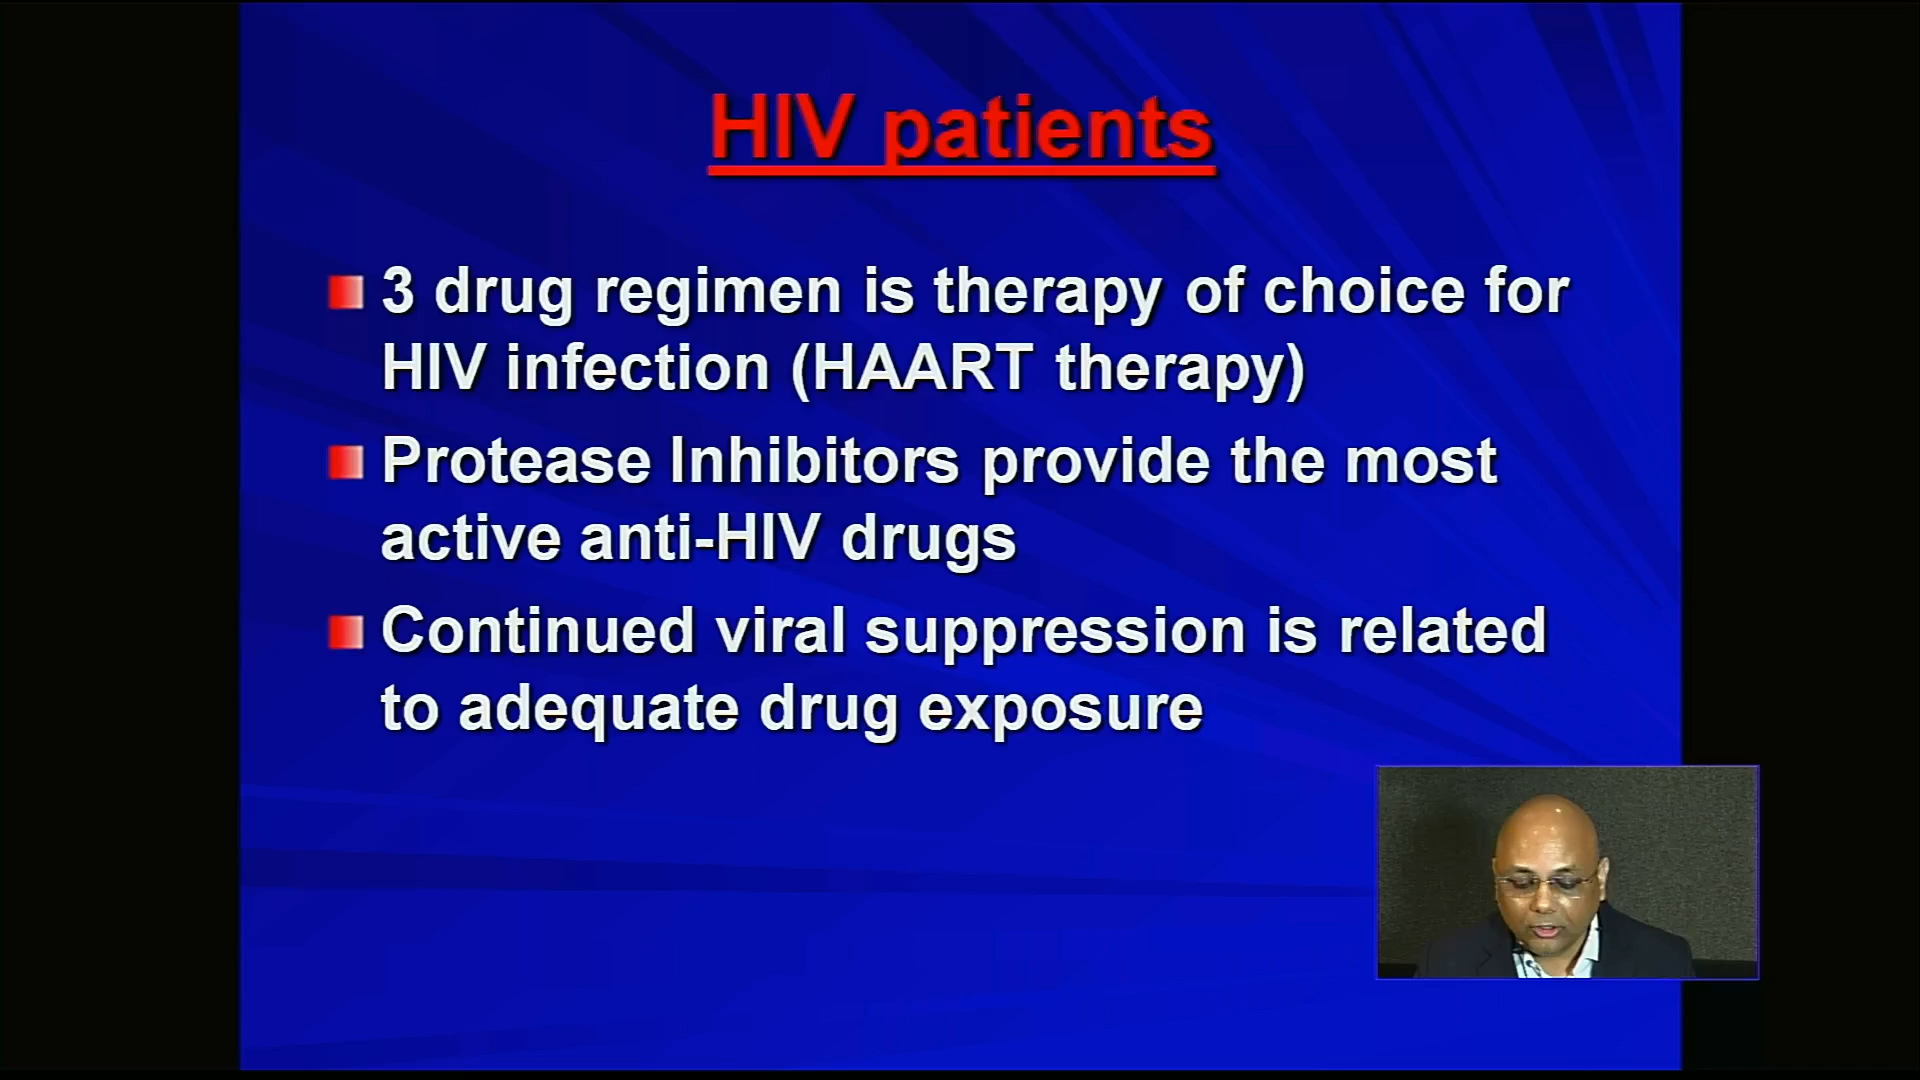 HIV patients
3 drug regimen is therapy of choice for
HIV infection (HAART therapy)
Protease Inhibitors provide the most
active anti-HIV drugs
Continued viral suppression is related
to adequate drug exposure